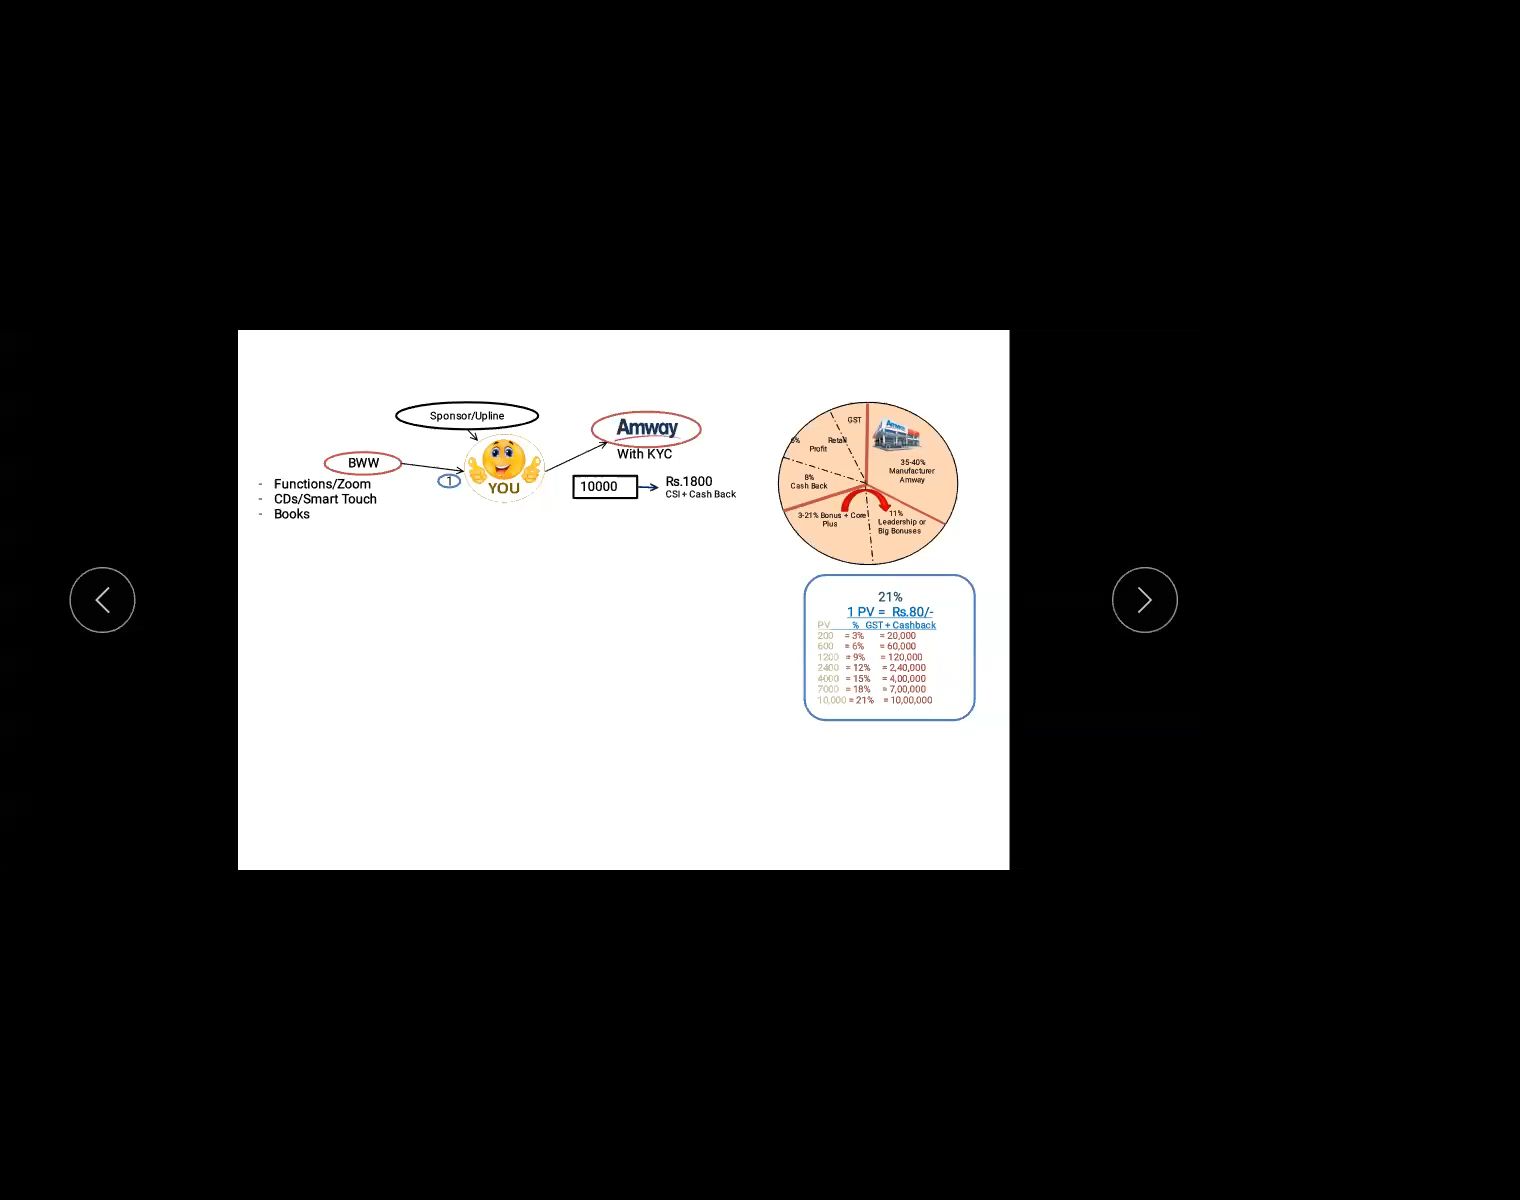 Sponsor/Upline
Amway
With KYC
BWW
- Functions/Zoom
- CDs/Smart Touch
- Books
1
YOU
10000
Rs.1800
CSI + Cash Back
GST
Retail
Profit
8%
Cash Back
35-40%
Manufacturer
Amway
3-21% Bonus + Core
Plus
11%
Leadership or
Big Bonuses
21%
1 PV = Rs.80/-
PV % GST + Cashback
200 = 3% = 20,000
600 = 6% = 60,000
1200 = 9% = 120,000
2400 = 12% = 2,40,000
4000 = 15% = 4,00,000
7000 = 18% = 7,00,000
10,000 = 21% = 10,00,000